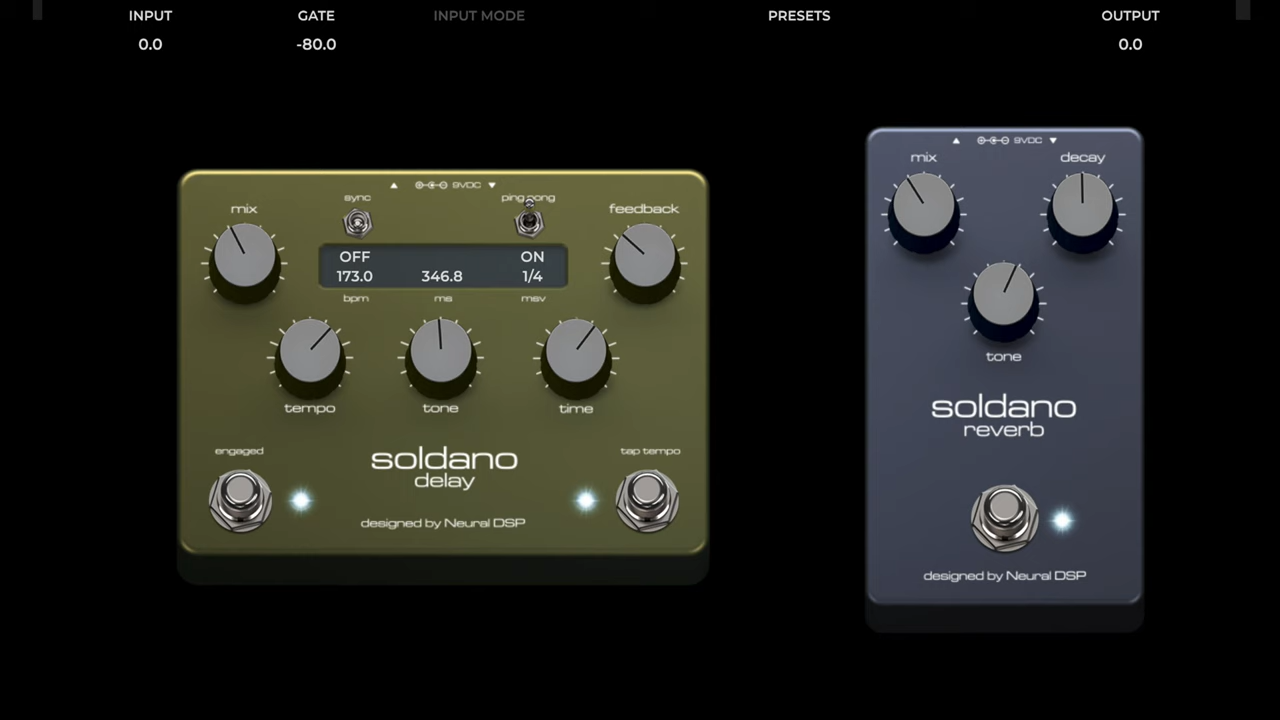 INPUT GATE INPUT MODE PRESETS OUTPUT
0.0 -80.0 0.0
9VDC
mix decay
9VDC
sync ping pong
mix feedback
OFF ON
173.0 346.8 1/4
bpm ms msv
tone
tempo tone time
soldano
reverb
engaged tap tempo
soldano
delay
designed by Neural DSP
designed by Neural DSP